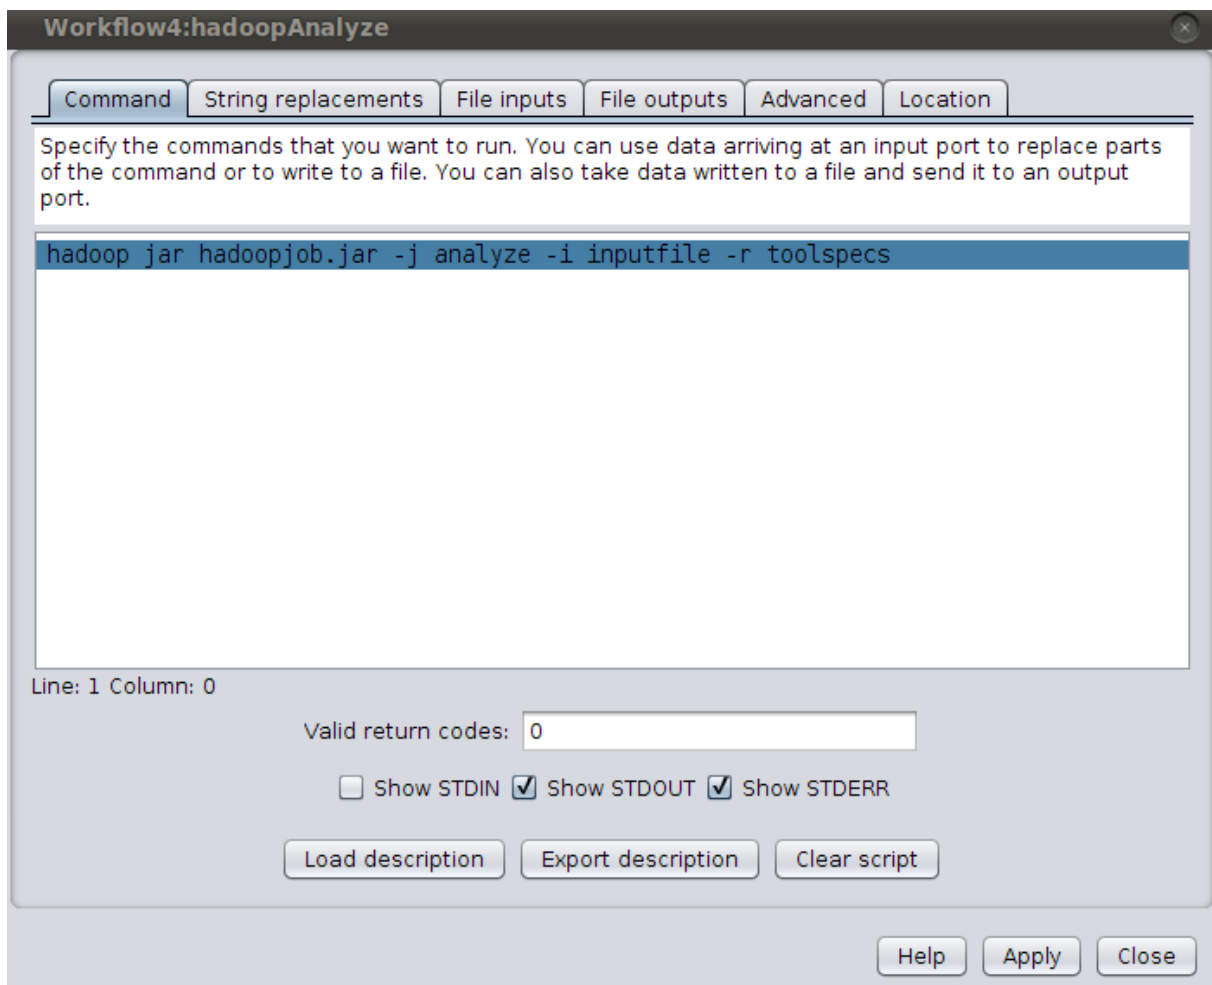 Workflow4:hadoopAnalyze
Command String replacements File inputs File outputs Advanced Location
Specify the commands that you want to run. You can use data arriving at an input port to replace parts
of the command or to write to a file. You can also take data written to a file and send it to an output
port.
hadoop jar hadoopjob.jar -j analyze -i inputfile -r toolspecs
Line: 1 Column: 0
Valid return codes: 0
Show STDIN Show STDOUT Show STDERR
Load description Export description Clear script
Help Apply Close